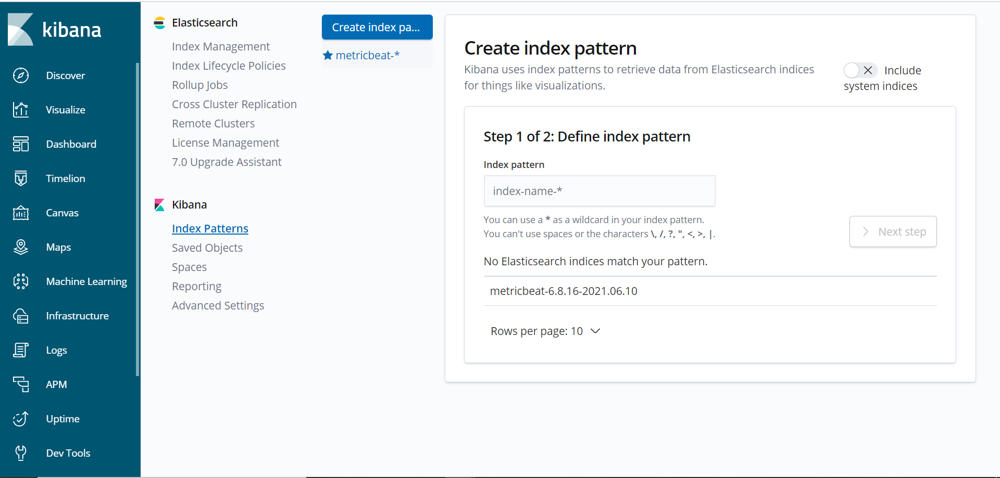 kibana
Discover
Visualize
Dashboard
Timelion
Canvas
Maps
Machine Learning
Infrastructure
Logs
APM
Uptime
Dev Tools
Elasticsearch
Index Management
Index Lifecycle Policies
Rollup Jobs
Cross Cluster Replication
Remote Clusters
License Management
7.0 Upgrade Assistant
Kibana
Index Patterns
Saved Objects
Spaces
Reporting
Advanced Settings
Create index pa...
metricbeat-*
Create index pattern
Kibana uses index patterns to retrieve data from Elasticsearch indices
for things like visualizations.
Include
system indices
Step 1 of 2: Define index pattern
Index pattern
index-name-*
You can use a * as a wildcard in your index pattern.
You can't use spaces or the characters \, /, ?, ", <, >, |.
Next step
No Elasticsearch indices match your pattern.
metricbeat-6.8.16-2021.06.10
Rows per page: 10